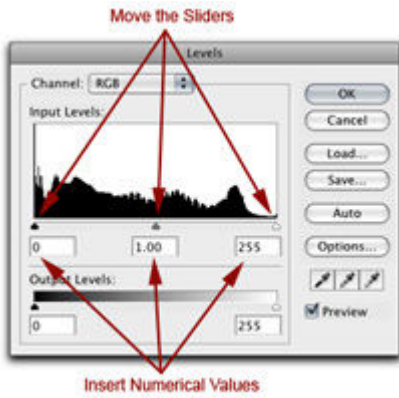 Move the Sliders
Levels
Channel: RGB
Input Levels:
0 1.00 255
Output Levels:
0 255
OK
Cancel
Load...
Save...
Auto
Options...
Preview
Insert Numerical Values